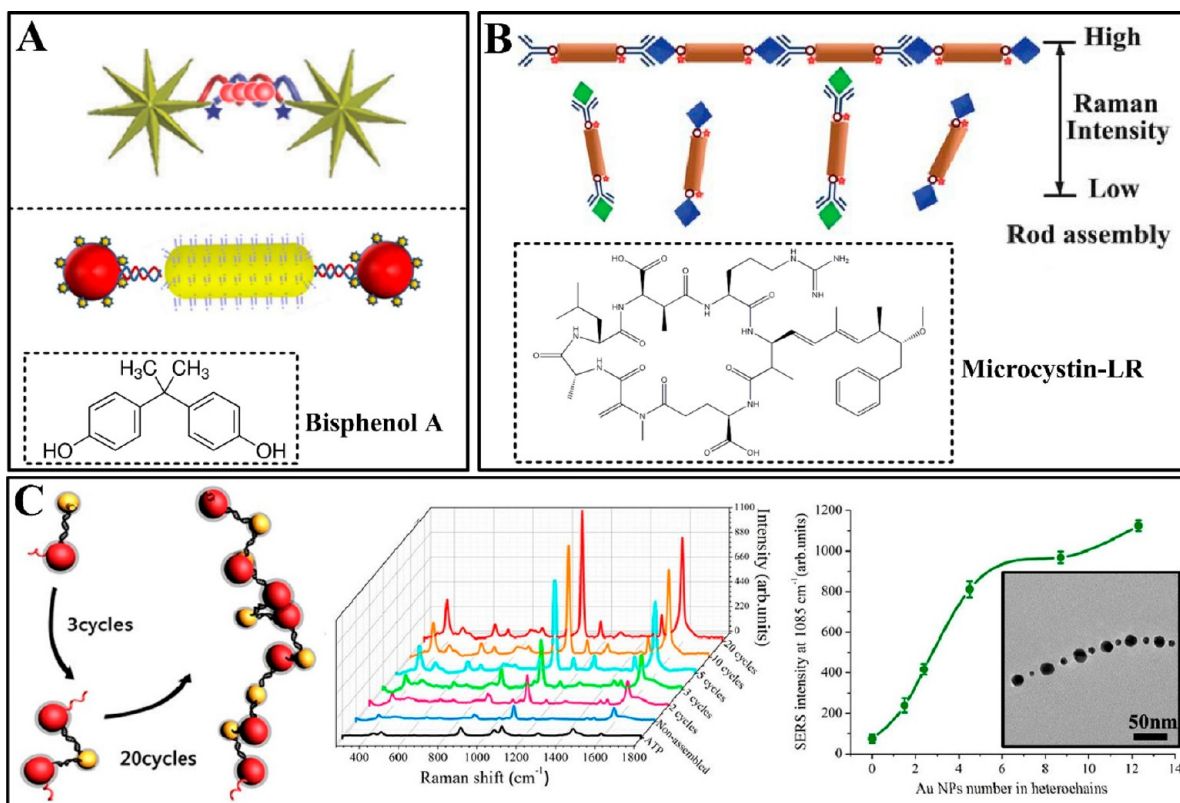 A
H3C
CH3
HO
OH
Bisphenol A
B
High
Raman
Intensity
Low
Rod assembly
HO
O
O
O
H
N
NH2
NH
HN
NH
O
O
H
N
O
NH
O
O
O
O
O
NH
N
O
OH
Microcystin-LR
C
3cycles
20cycles
Intensity (arb.units)
1100
880
660
440
220
0
20 cycles
10 cycles
5 cycles
3 cycles
2 cycles
Non-assembled
ATP
400 600 800 1000 1200 1400 1600 1800
Raman shift (cm-1)
SERS intensity at 1085 cm-1 (arb.units)
1200
1000
800
600
400
200
0
0 2 4 6 8 10 12 14
Au NPs number in heterochains
50nm